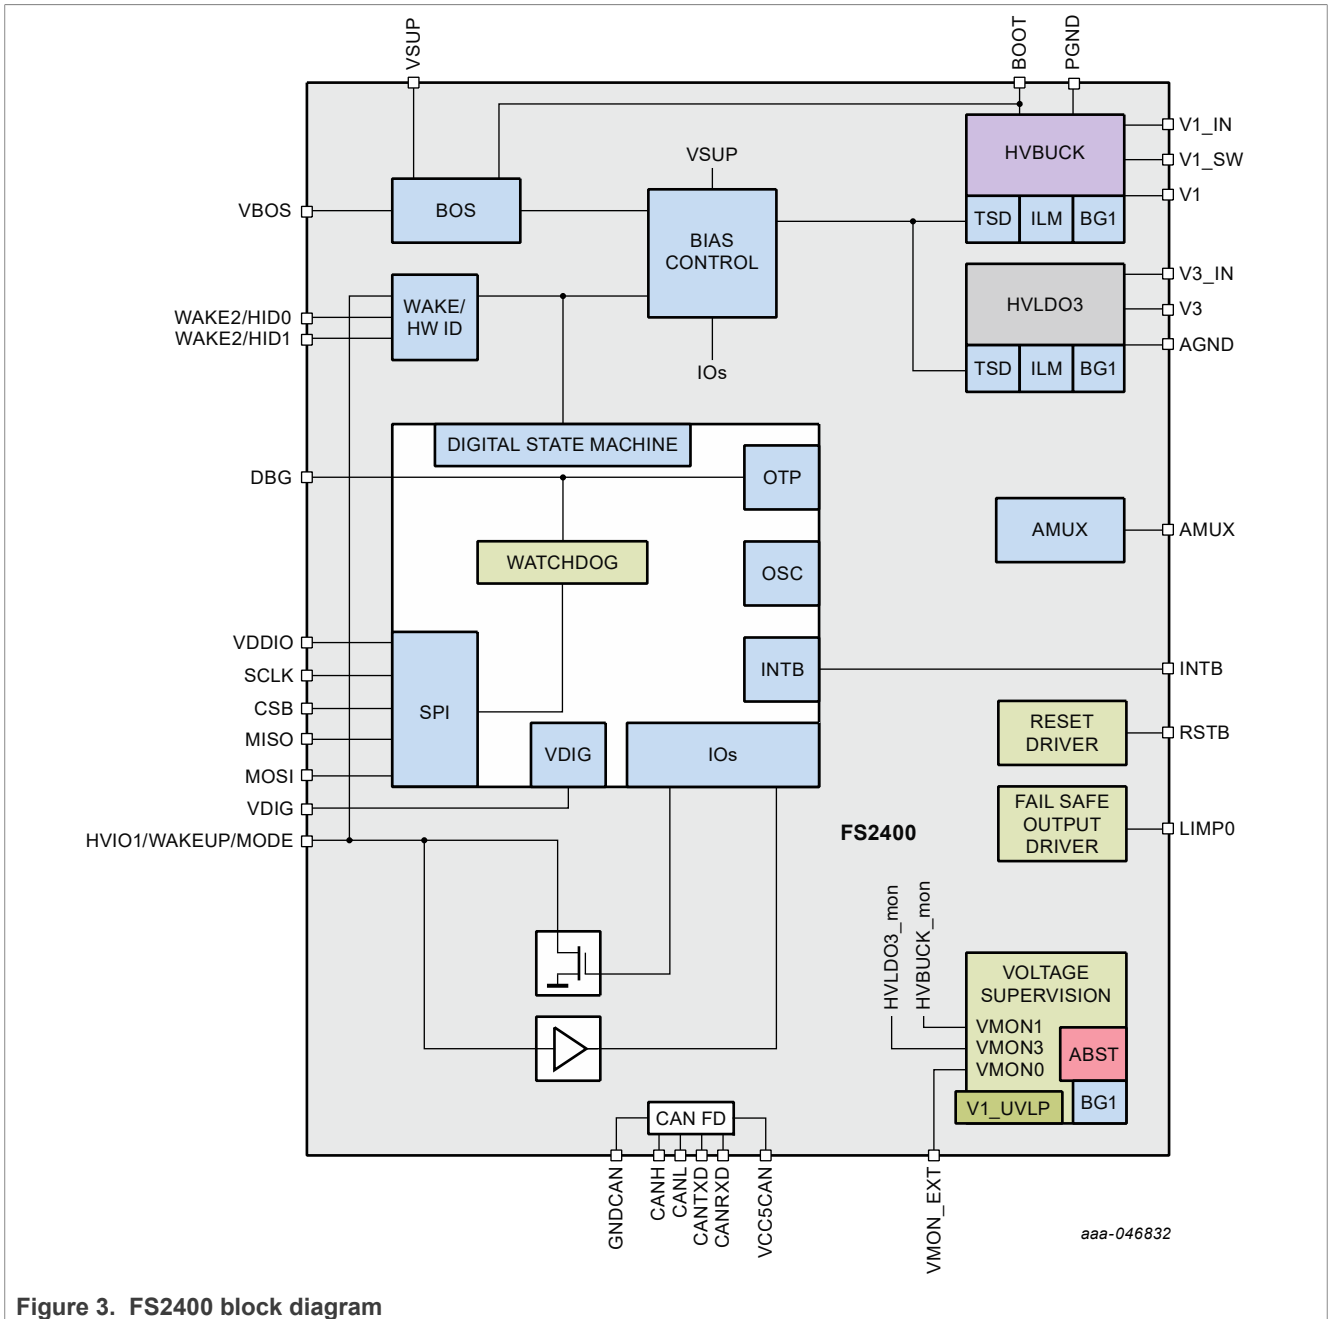 VSUP
BOOT
PGND
V1_IN
HVBUCK
V1_SW
VSUP
V1
VBOS
BOS
TSD
ILM
BG1
BIAS
CONTROL
V3_IN
WAKE/
HW ID
HVLDO3
V3
WAKE2/HID0
WAKE2/HID1
AGND
IOs
TSD
ILM
BG1
DIGITAL STATE MACHINE
DBG
OTP
AMUX
AMUX
WATCHDOG
OSC
VDDIO
SCLK
CSB
MISO
MOSI
SPI
INTB
INTB
VDIG
IOs
RESET
DRIVER
RSTB
VDIG
FAIL SAFE
OUTPUT
DRIVER
LIMP0
HVIO1/WAKEUP/MODE
FS2400
HVLDO3_mon
HVBUCK_mon
VOLTAGE
SUPERVISION
VMON1
VMON3
VMON0
ABST
V1_UVLP
BG1
CAN FD
GNDCAN
CANH
CANL
CANTXD
CANRXD
VCC5CAN
VMON_EXT
aaa-046832
Figure 3. FS2400 block diagram